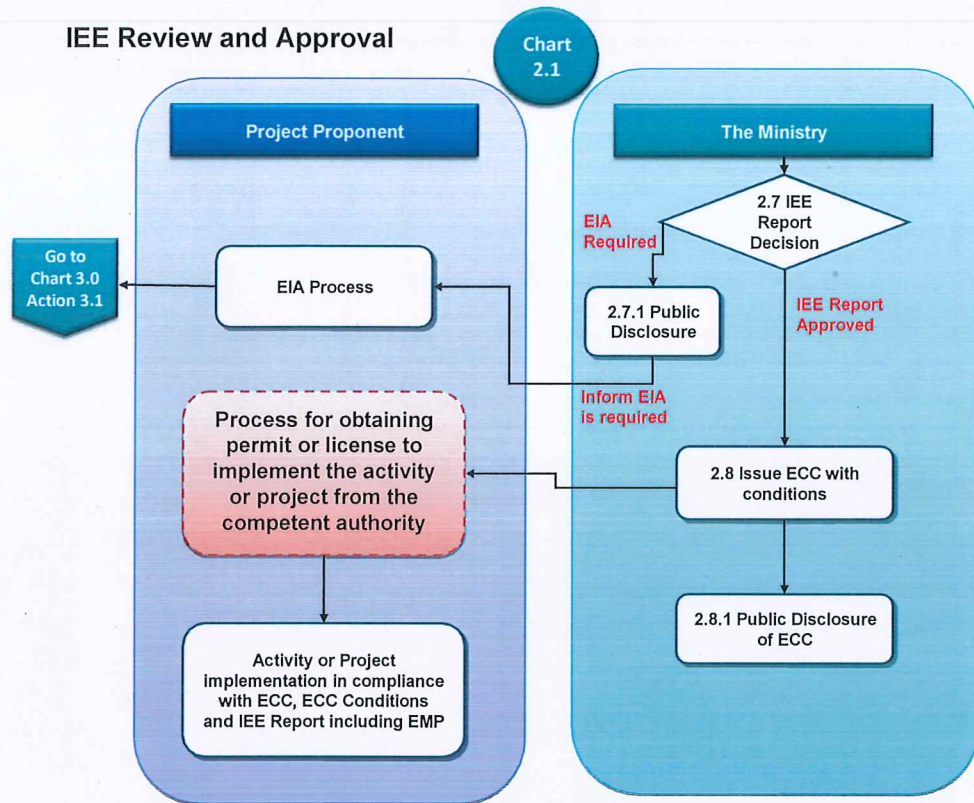 IEE Review and Approval
Chart
2.1
Project Proponent
The Ministry
2.7 IEE
Report
Decision
EIA
Required
Go to
Chart 3.0
Action 3.1
EIA Process
2.7.1 Public
Disclosure
IEE Report
Approved
Inform EIA
is required
Process for obtaining
permit or license to
implement the activity
or project from the
competent authority
2.8 Issue ECC with
conditions
2.8.1 Public Disclosure
of ECC
Activity or Project
implementation in compliance
with ECC, ECC Conditions
and IEE Report including EMP